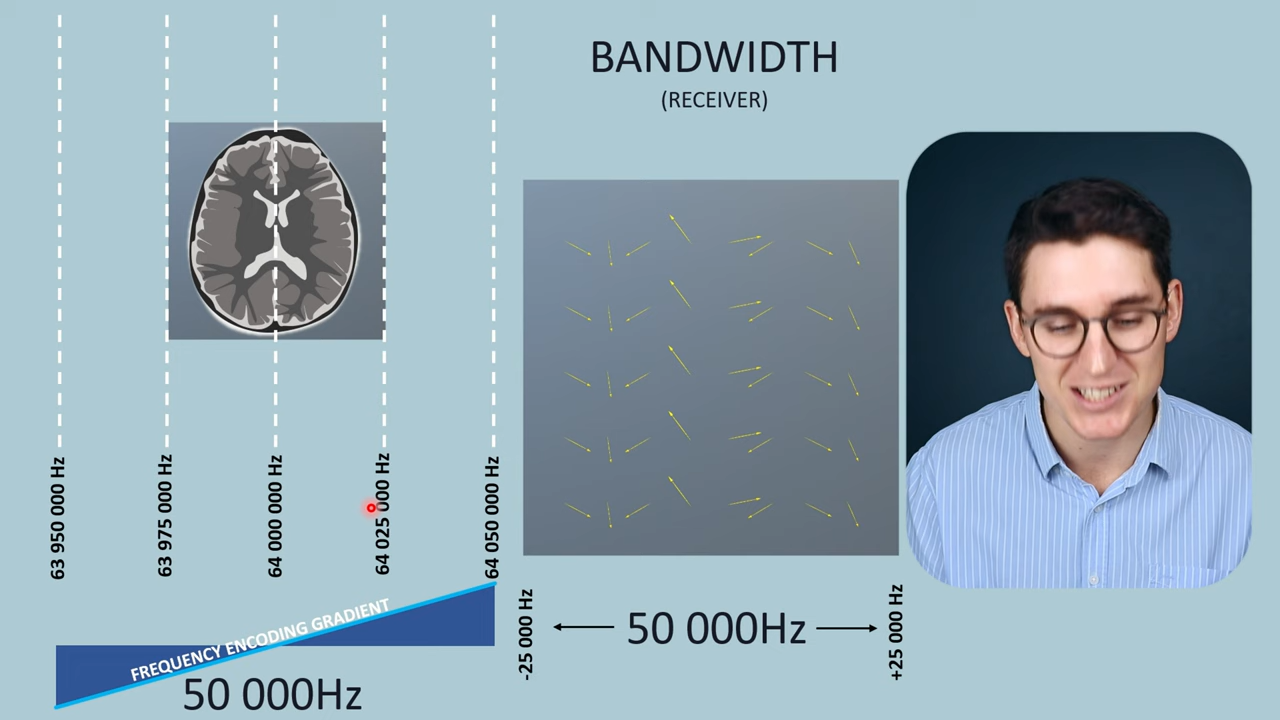 BANDWIDTH
(RECEIVER)
63 950 000 Hz
63 975 000 Hz
64 000 000 Hz
64 025 000 Hz
64 050 000 Hz
FREQUENCY ENCODING GRADIENT
50 000Hz
-25 000 Hz
50 000Hz
+25 000 Hz